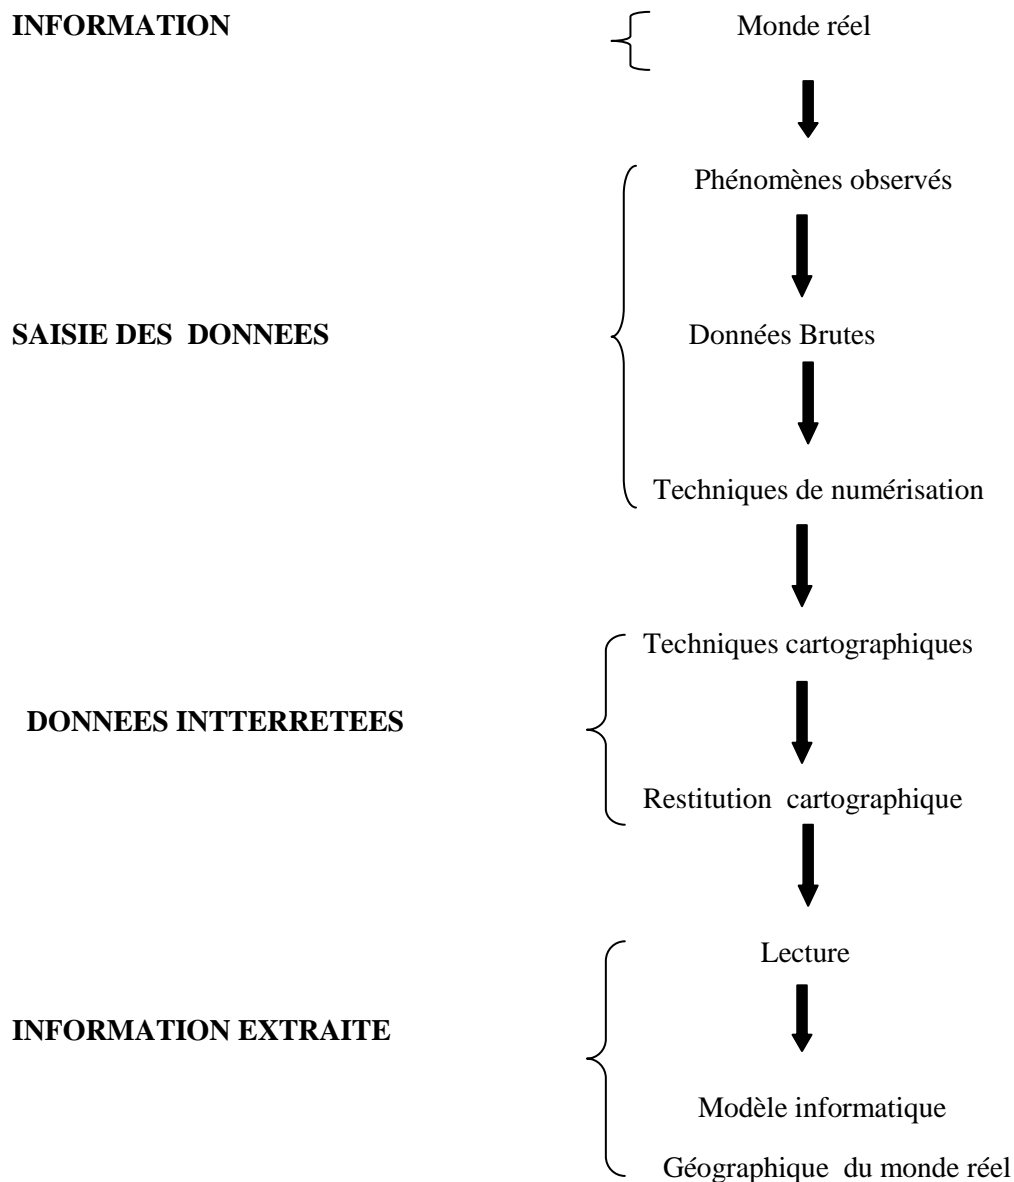 INFORMATION
Monde réel
Phénomènes observés
SAISIE DES  DONNEES
Données Brutes
Techniques de numérisation
Techniques cartographiques
DONNEES INTTERRETEES
Restitution  cartographique
Lecture
INFORMATION EXTRAITE
Modèle informatique
Géographique  du monde réel